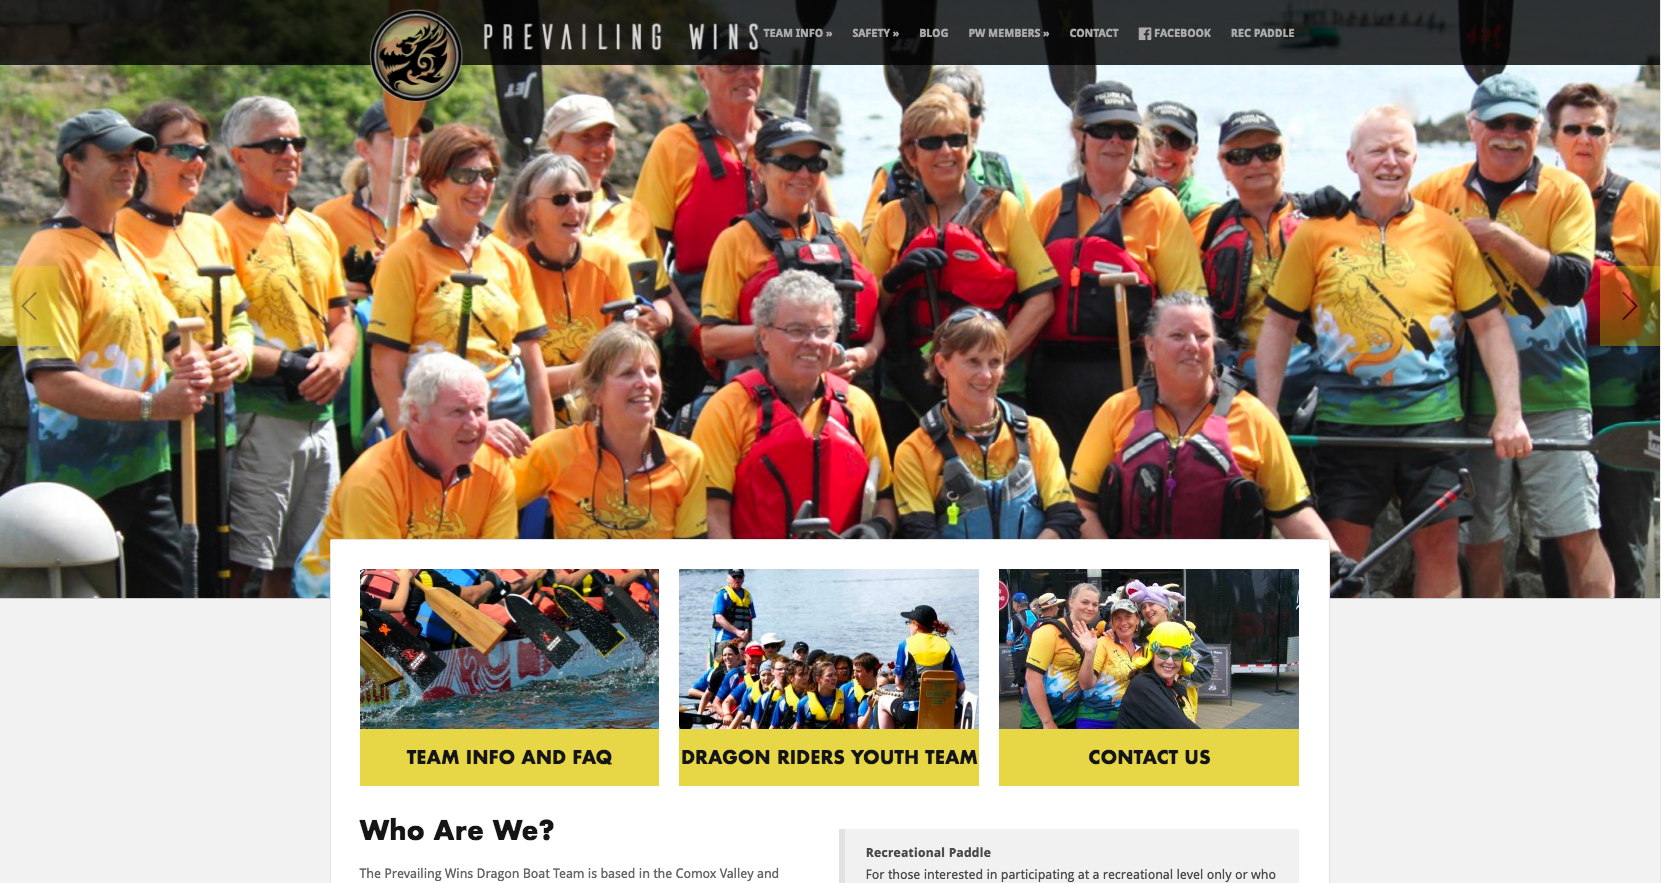 PREVAILING WINS
TEAM INFO »
SAFETY »
BLOG
PW MEMBERS »
CONTACT
FACEBOOK
REC PADDLE
JET
TEAM INFO AND FAQ
DRAGON RIDERS YOUTH TEAM
CONTACT US
Who Are We?
The Prevailing Wins Dragon Boat Team is based in the Comox Valley and
Recreational Paddle
For those interested in participating at a recreational level only or who